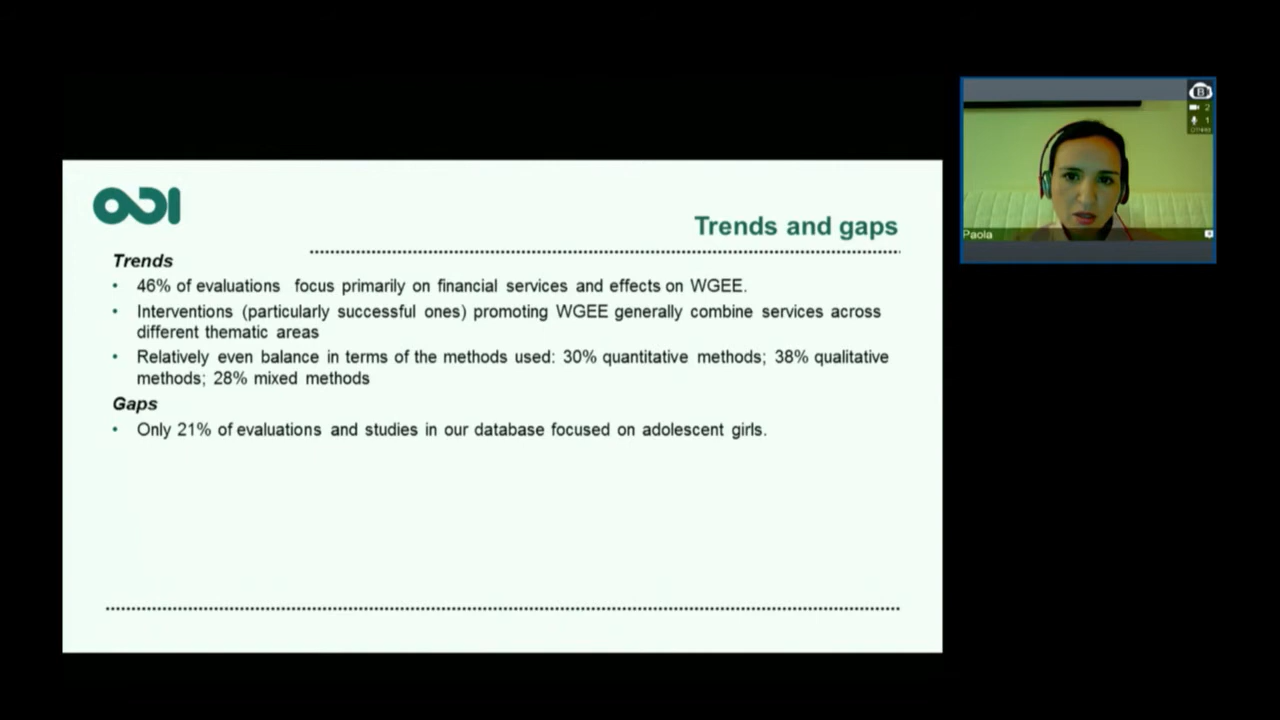 ODI
Trends and gaps
Trends
• 46% of evaluations focus primarily on financial services and effects on WGEE.
• Interventions (particularly successful ones) promoting WGEE generally combine services across
different thematic areas
• Relatively even balance in terms of the methods used: 30% quantitative methods; 38% qualitative
methods; 28% mixed methods
Gaps
• Only 21% of evaluations and studies in our database focused on adolescent girls.
2
1
Paola